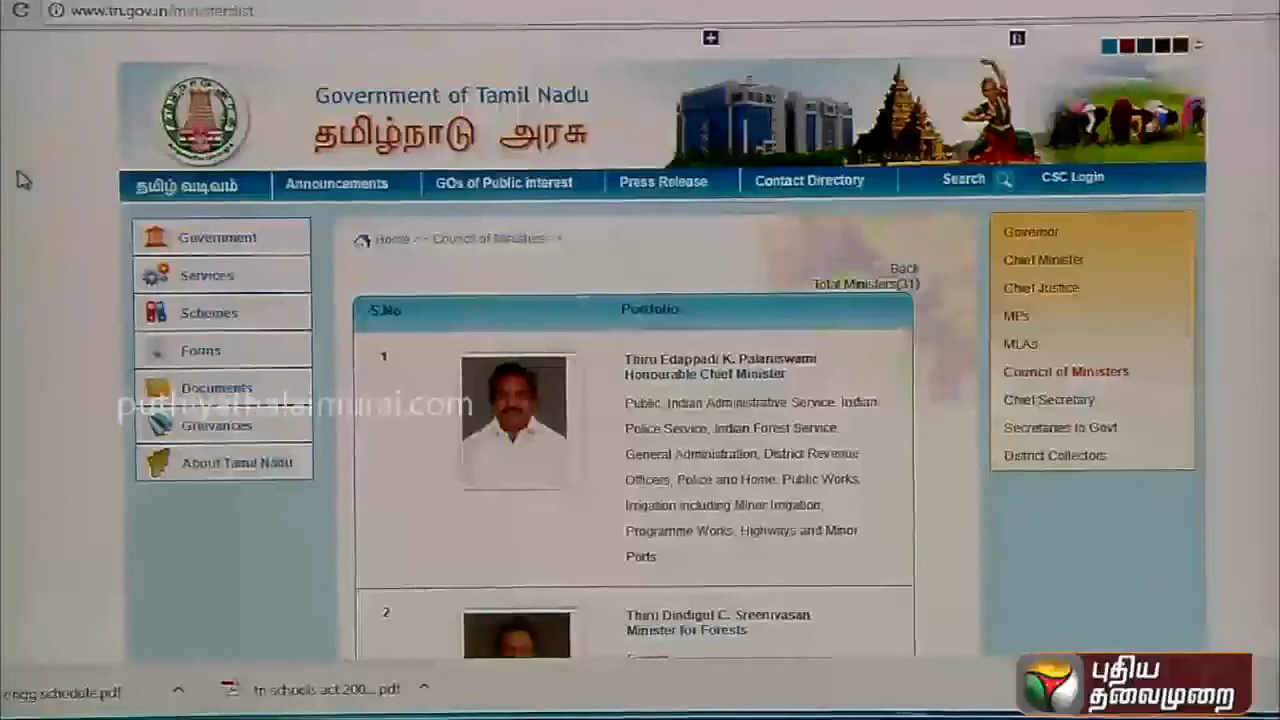 www.tn.gov.in/ministerslist
Government of Tamil Nadu
தமிழ்நாடு அரசு
தமிழ் வடிவம்
Announcements
GOs of Public Interest
Press Release
Contact Directory
Search
CSC Login
Government
Services
Schemes
Forms
Documents
Grievances
About Tamil Nadu
Home >> Council of Ministers >>
Back
Total Ministers(31)
S.No
Portfolio
1
Thiru Edappadi K. Palaniswami
Honourable Chief Minister
Public, Indian Administrative Service, Indian
Police Service, Indian Forest Service
General Administration, District Revenue
Officers, Police and Home, Public Works,
Irrigation including Minor Irrigation,
Programme Works, Highways and Minor
Ports
2
Thiru Dindigul C. Sreenivasan
Minister for Forests
Governor
Chief Minister
Chief Justice
MPs
MLAs
Council of Ministers
Chief Secretary
Secretaries to Govt
District Collectors
puthiyathalaimurai.com
engg schedule.pdf
tn schools act 200....pdf
புதிய
தலைமுறை